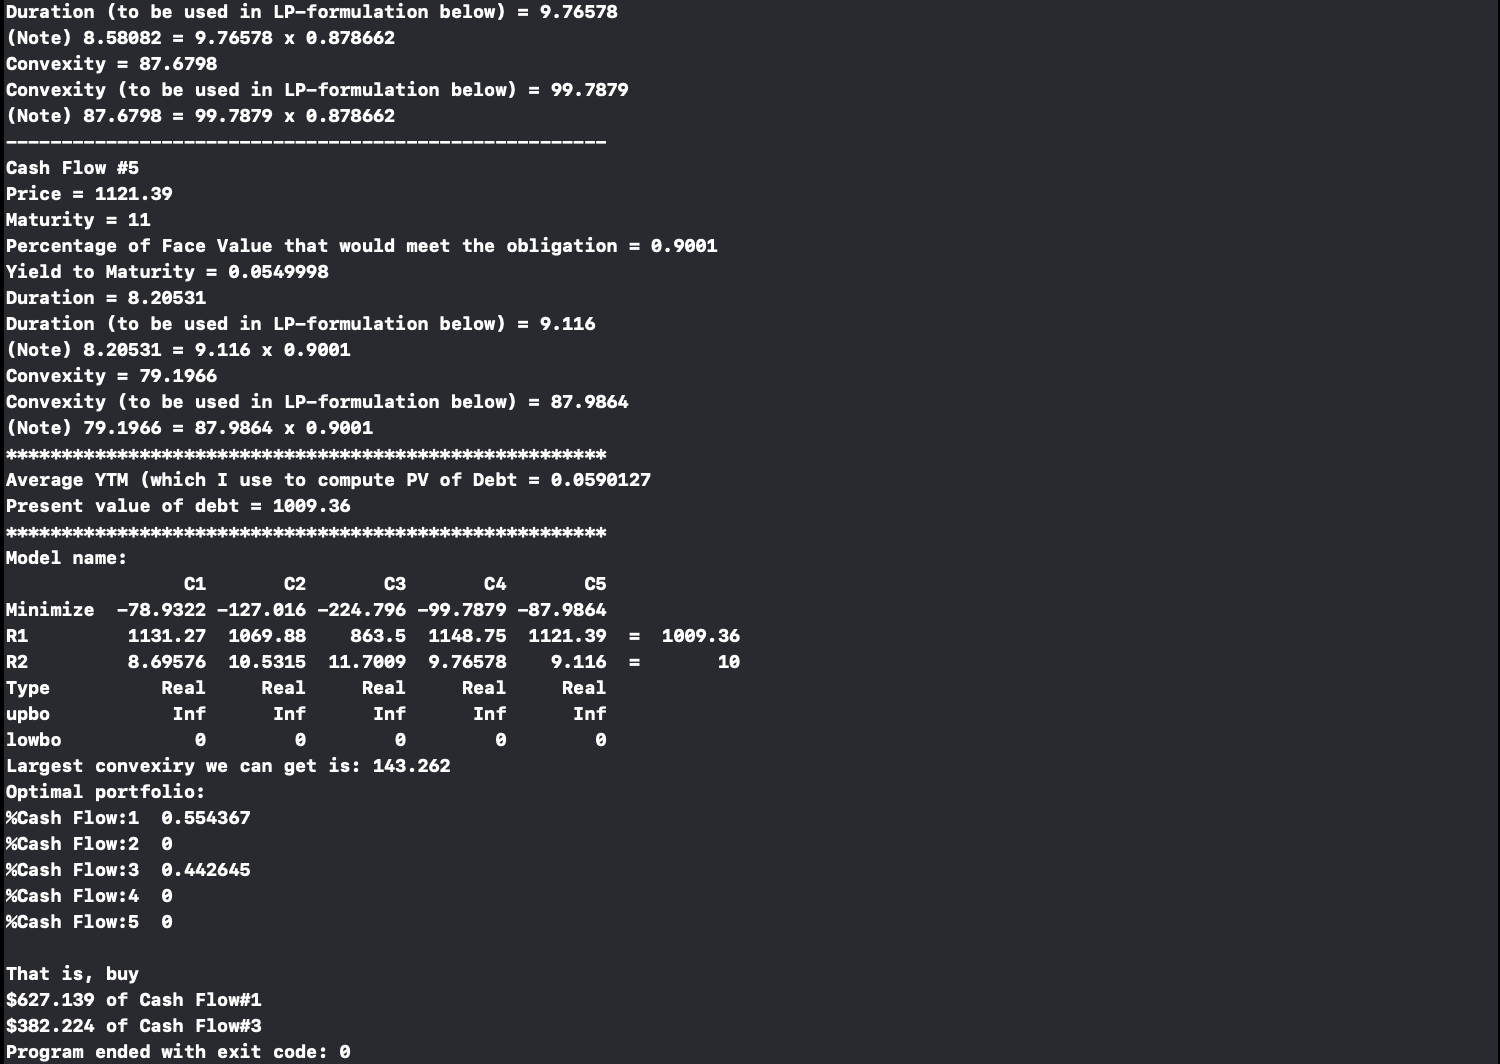 Duration (to be used in LP-formulation below) = 9.76578
(Note) 8.58082 = 9.76578 x 0.878662
Convexity = 87.6798
Convexity (to be used in LP-formulation below) = 99.7879
(Note) 87.6798 = 99.7879 x 0.878662
------------------------------------------------------
Cash Flow #5
Price = 1121.39
Maturity = 11
Percentage of Face Value that would meet the obligation = 0.9001
Yield to Maturity = 0.0549998
Duration = 8.20531
Duration (to be used in LP-formulation below) = 9.116
(Note) 8.20531 = 9.116 x 0.9001
Convexity = 79.1966
Convexity (to be used in LP-formulation below) = 87.9864
(Note) 79.1966 = 87.9864 x 0.9001
******************************************************
Average YTM (which I use to compute PV of Debt = 0.0590127
Present value of debt = 1009.36
******************************************************
Model name:
                C1       C2       C3       C4       C5
Minimize  -78.9322 -127.016 -224.796 -99.7879 -87.9864
R1         1131.27  1069.88    863.5  1148.75  1121.39  =  1009.36
R2         8.69576  10.5315  11.7009  9.76578    9.116  =       10
Type          Real     Real     Real     Real     Real
upbo           Inf      Inf      Inf      Inf      Inf
lowbo            0        0        0        0        0
Largest convexiry we can get is: 143.262
Optimal portfolio:
%Cash Flow:1  0.554367
%Cash Flow:2  0
%Cash Flow:3  0.442645
%Cash Flow:4  0
%Cash Flow:5  0

That is, buy
$627.139 of Cash Flow#1
$382.224 of Cash Flow#3
Program ended with exit code: 0